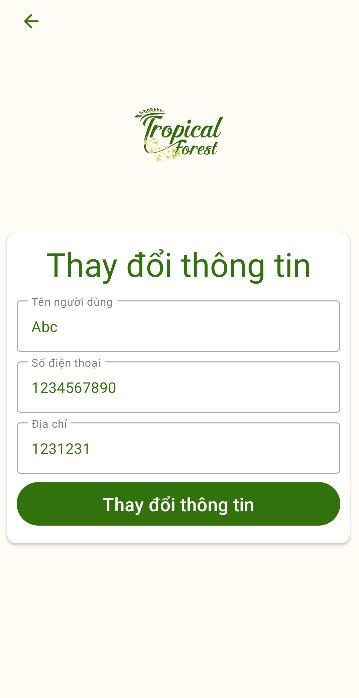 Tropical
Forest
Thay đổi thông tin
Tên người dùng
Abc
Số điện thoại
1234567890
Địa chỉ
1231231
Thay đổi thông tin